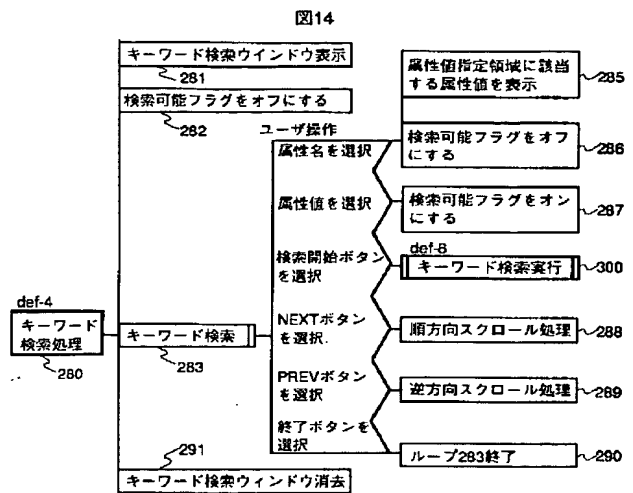 図14
キーワード検索ウインドウ表示
281
検索可能フラグをオフにする
282
ユーザ操作
属性名を選択
属性値指定領域に該当
する属性値を表示
285
検索可能フラグをオフ
にする
286
属性値を選択
検索可能フラグをオン
にする
287
検索開始ボタン
を選択
def-8
キーワード検索実行
300
def-4
キーワード
検索処理
280
キーワード検索
283
NEXTボタン
を選択.
順方向スクロール処理
288
PREVボタン
を選択
逆方向スクロール処理
289
終了ボタンを
選択
ループ283終了
290
291
キーワード検索ウィンドウ消去